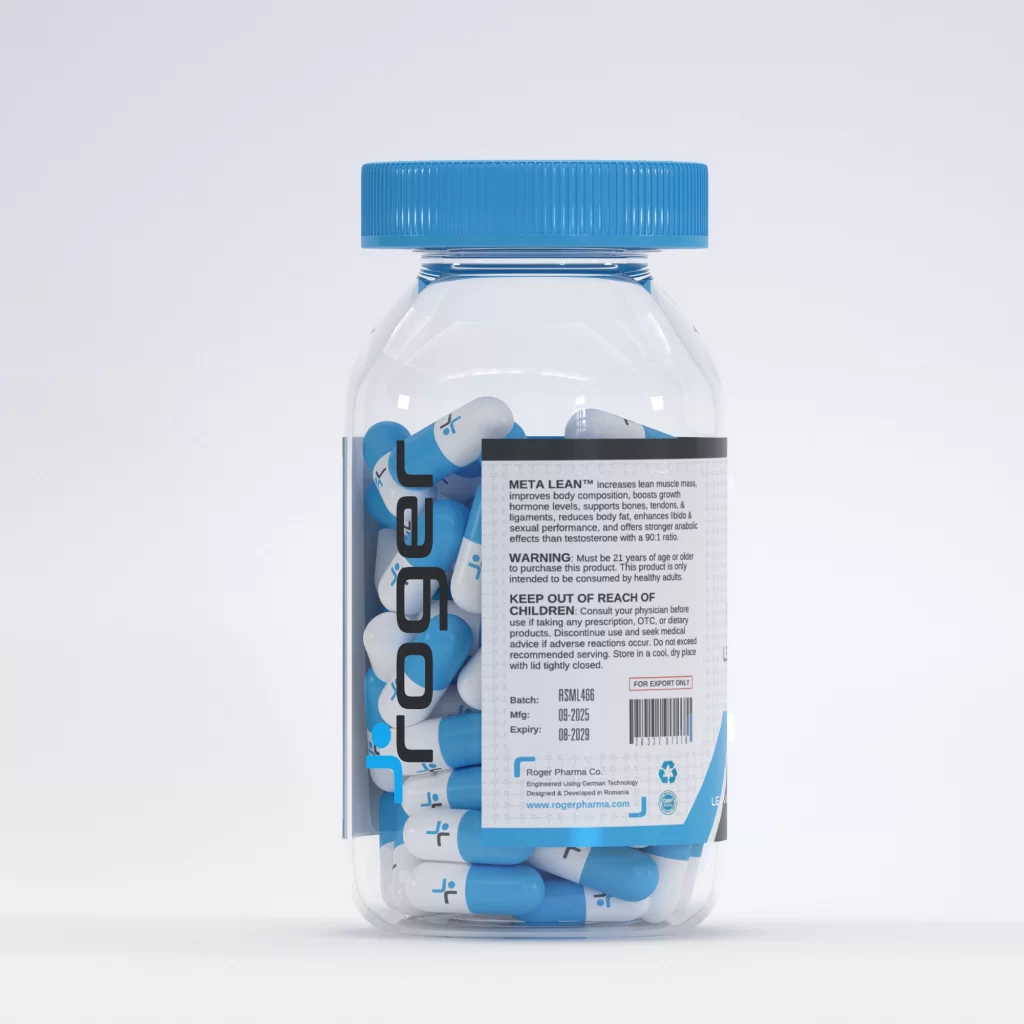 roger
META LEAN™ increases lean muscle mass,
improves body composition, boosts growth
hormone levels, supports bones, tendons, &
ligaments, reduces body fat, enhances libido &
sexual performance, and offers stronger anabolic
effects than testosterone with a 90:1 ratio.
WARNING: Must be 21 years of age or older
to purchase this product. This product is only
intended to be consumed by healthy adults.
KEEP OUT OF REACH OF
CHILDREN: Consult your physician before
use if taking any prescription, OTC, or dietary
products. Discontinue use and seek medical
advice if adverse reactions occur. Do not exceed
recommended serving. Store in a cool, dry place
with lid tightly closed.
FOR EXPORT ONLY
Batch: RSML466
Mfg: 09-2025
Expiry: 08-2029
Roger Pharma Co.
Engineered Using German Technology
Designed & Developed in Romania
www.rogerpharma.com